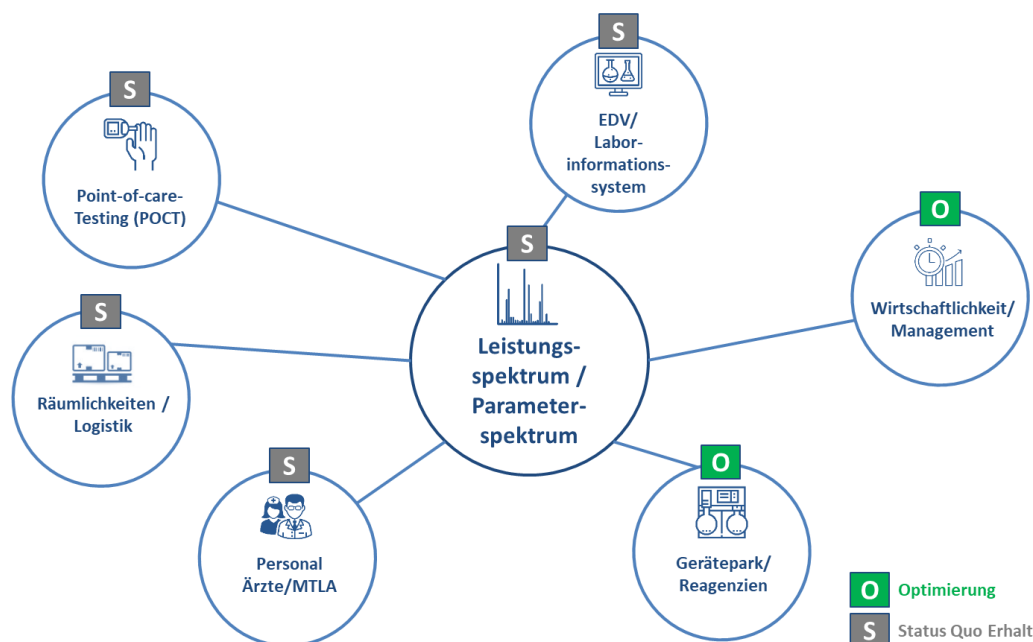 S
EDV/
Labor-
informations-
system
S
Point-of-care-
Testing (POCT)
O
Wirtschaftlichkeit/
Management
S
Leistungs-
spektrum /
Parameter-
spektrum
S
Räumlichkeiten /
Logistik
S
Personal
Ärzte/MTLA
O
Gerätepark/
Reagenzien
O Optimierung
S Status Quo Erhalt